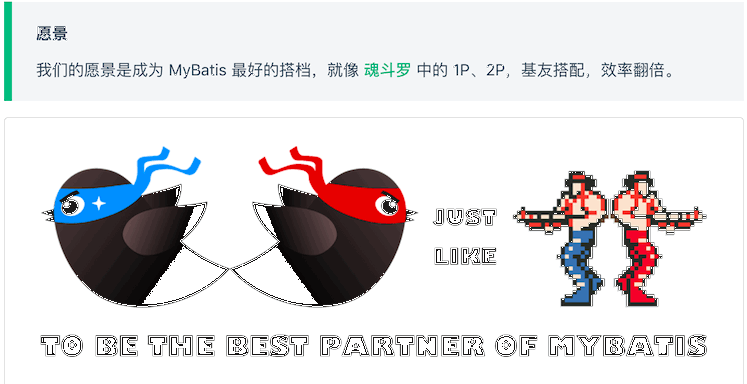 愿景
我们的愿景是成为 MyBatis 最好的搭档，就像 魂斗罗 中的 1P、2P，基友搭配，效率翻倍。
JUST
LIKE
TO BE THE BEST PARTNER OF MYBATIS